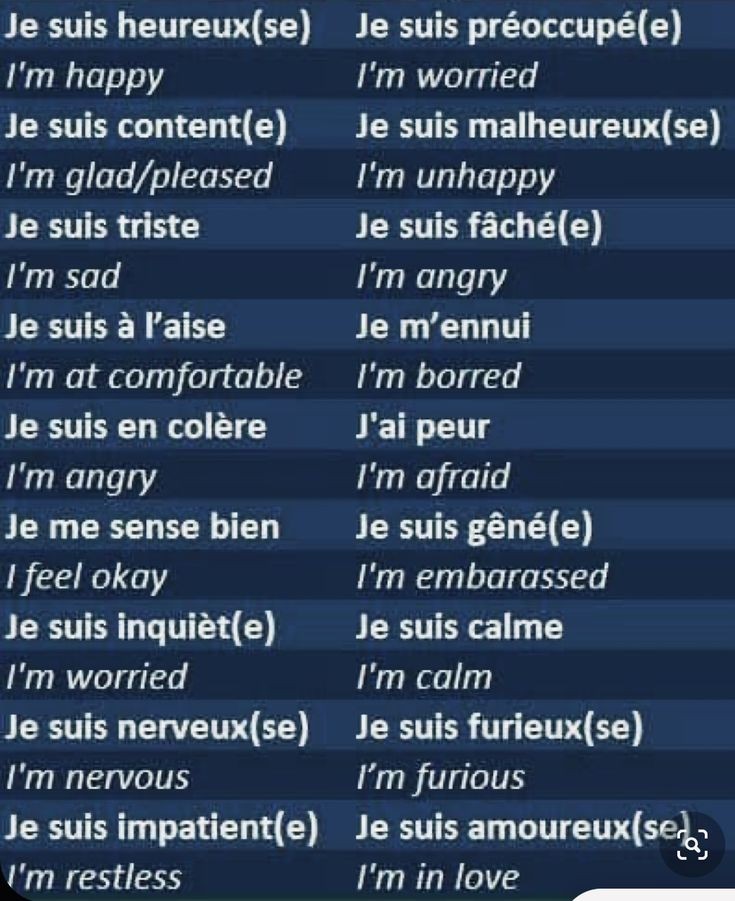 Je suis heureux(se)
I'm happy
Je suis content(e)
I'm glad/pleased
Je suis triste
I'm sad
Je suis à l’aise
I'm at comfortable
Je suis en colère
I'm angry
Je me sense bien
I feel okay
Je suis inquièt(e)
I'm worried
Je suis nerveux(se)
I'm nervous
Je suis impatient(e)
I'm restless
Je suis préoccupé(e)
I'm worried
Je suis malheureux(se)
I'm unhappy
Je suis fâché(e)
I'm angry
Je m’ennui
I'm borred
J'ai peur
I'm afraid
Je suis gêné(e)
I'm embarassed
Je suis calme
I'm calm
Je suis furieux(se)
I’m furious
Je suis amoureux(se)
I'm in love